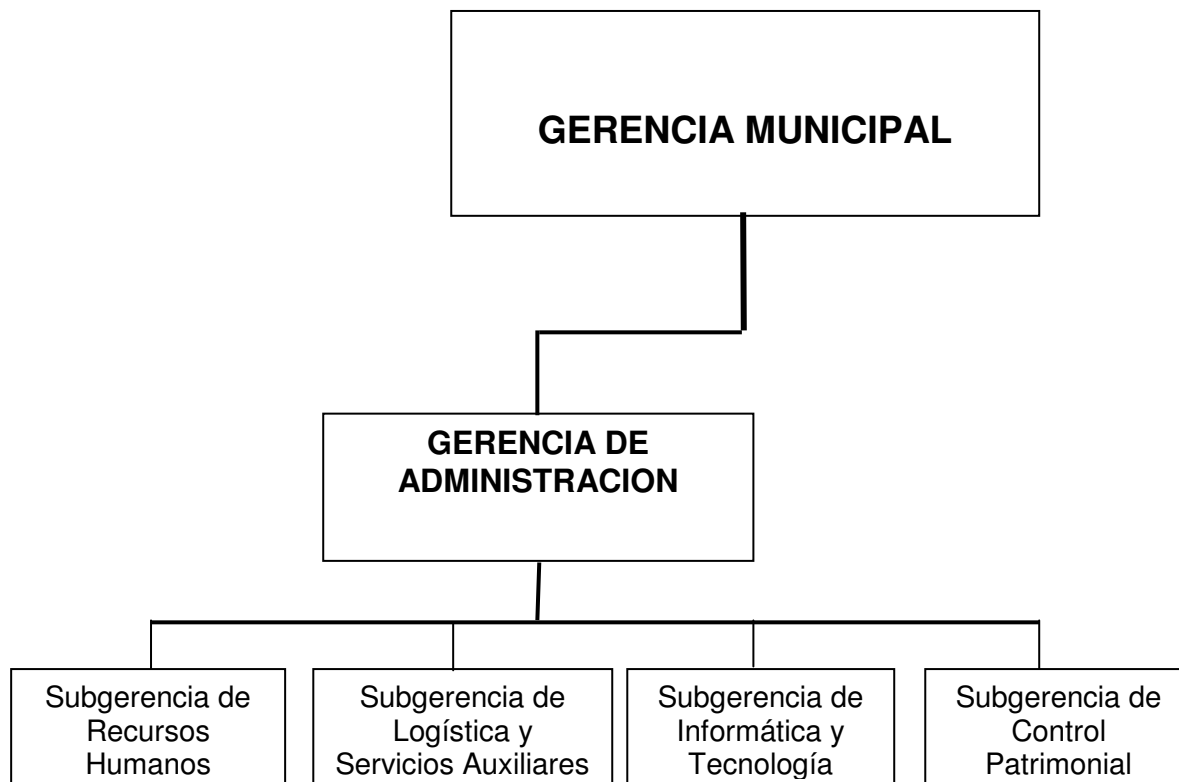 GERENCIA MUNICIPAL
GERENCIA DE
ADMINISTRACION
Subgerencia de
Recursos
Humanos
Subgerencia de
Logística y
Servicios Auxiliares
Subgerencia de
Informática y
Tecnología
Subgerencia de
Control
Patrimonial